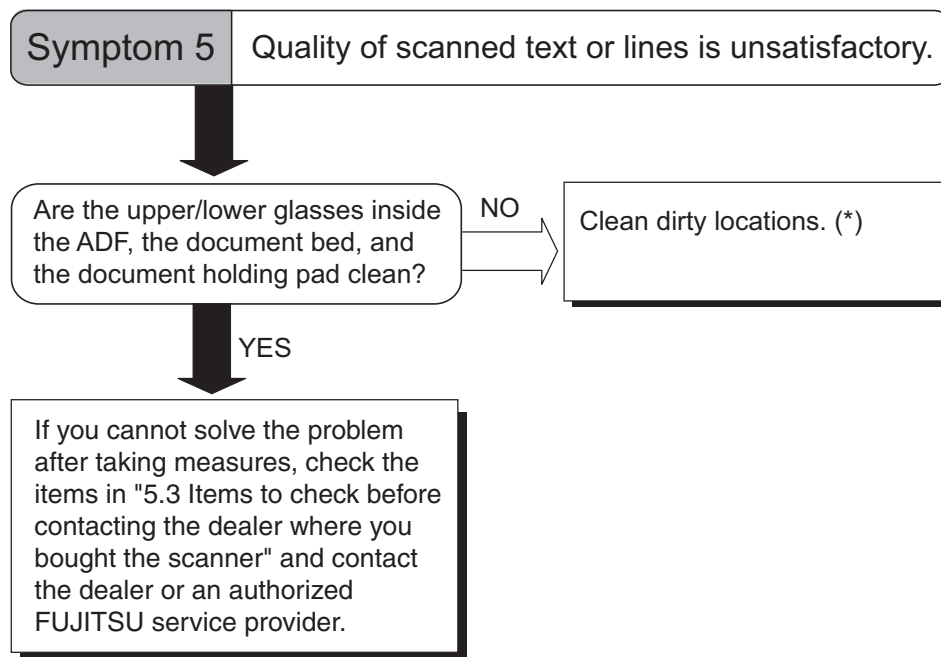 Symptom 5
Quality of scanned text or lines is unsatisfactory.
Are the upper/lower glasses inside
the ADF, the document bed, and
the document holding pad clean?
NO
Clean dirty locations. (*)
YES
If you cannot solve the problem
after taking measures, check the
items in "5.3 Items to check before
contacting the dealer where you
bought the scanner" and contact
the dealer or an authorized
FUJITSU service provider.